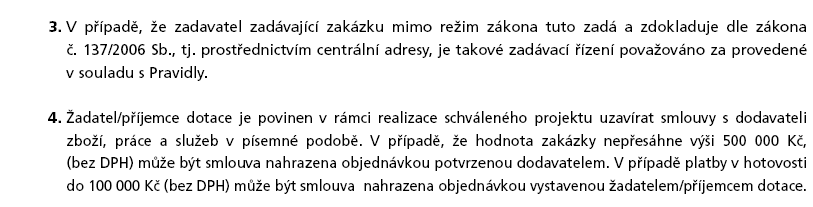 3. V případě, že zadavatel zadávající zakázku mimo režim zákona tuto zadá a zdokladuje dle zákona
č. 137/2006 Sb., tj. prostřednictvím centrální adresy, je takové zadávací řízení považováno za provedené
v souladu s Pravidly.
4. Žadatel/příjemce dotace je povinen v rámci realizace schváleného projektu uzavírat smlouvy s dodavateli
zboží, práce a služeb v písemné podobě. V případě, že hodnota zakázky nepřesáhne výši 500 000 Kč,
(bez DPH) může být smlouva nahrazena objednávkou potvrzenou dodavatelem. V případě platby v hotovosti
do 100 000 Kč (bez DPH) může být smlouva nahrazena objednávkou vystavenou žadatelem/příjemcem dotace.